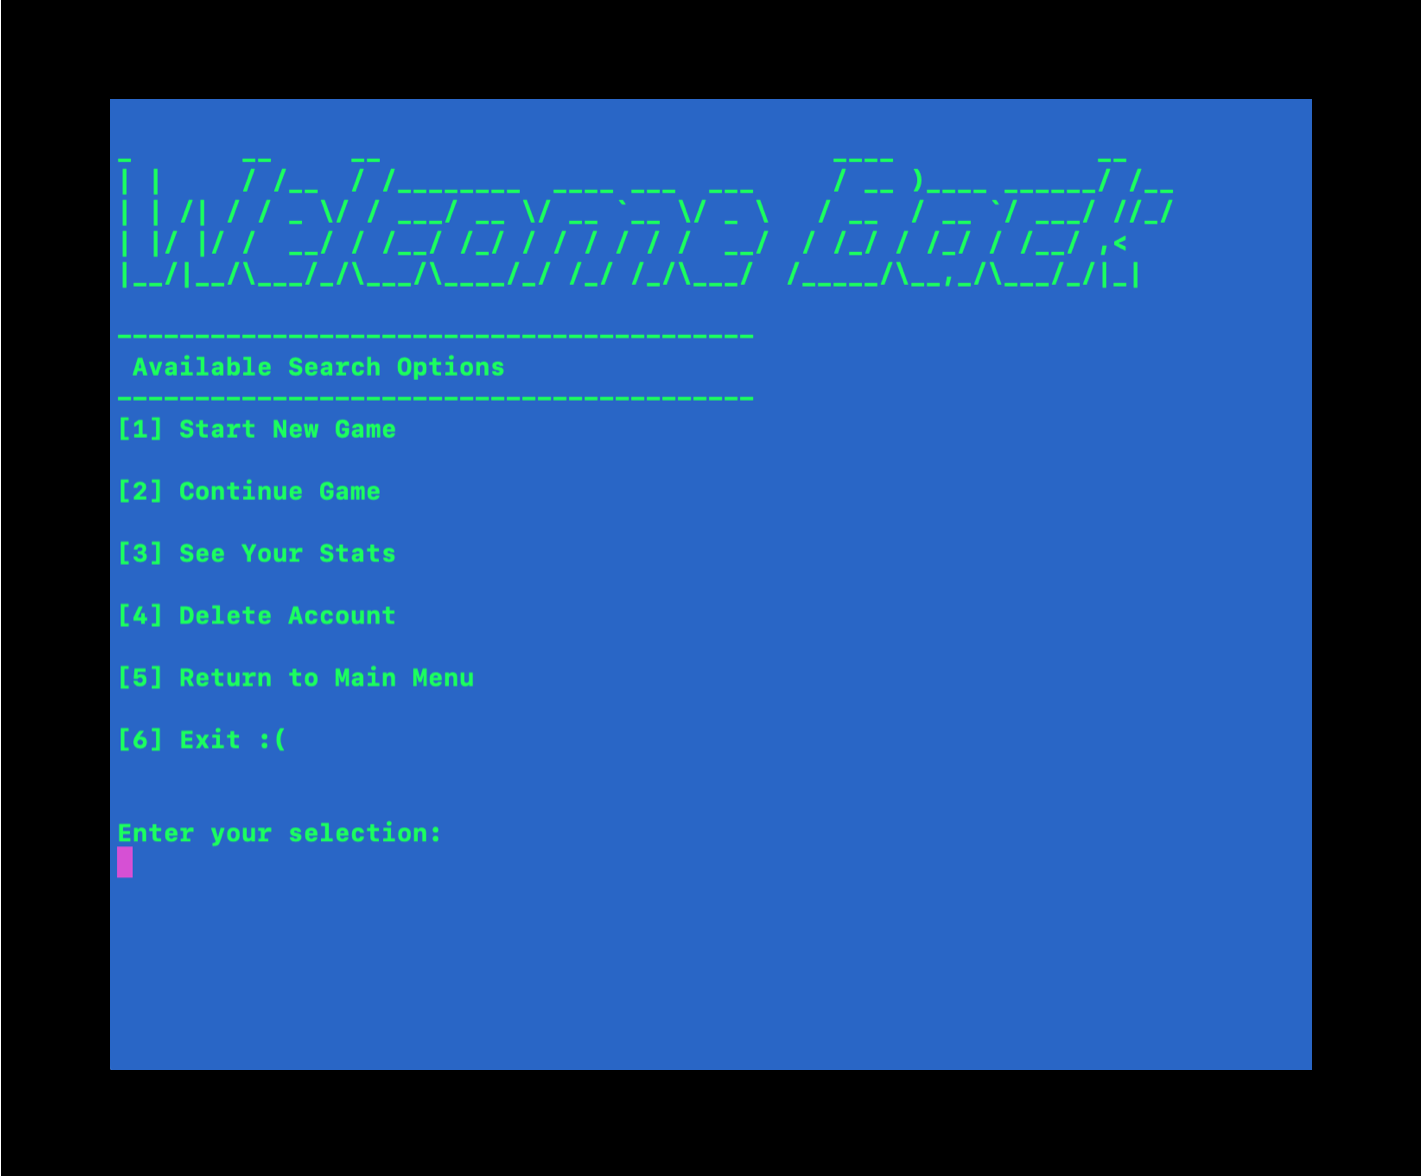 Welcome Back
Available Search Options
[1] Start New Game
[2] Continue Game
[3] See Your Stats
[4] Delete Account
[5] Return to Main Menu
[6] Exit :(
Enter your selection: